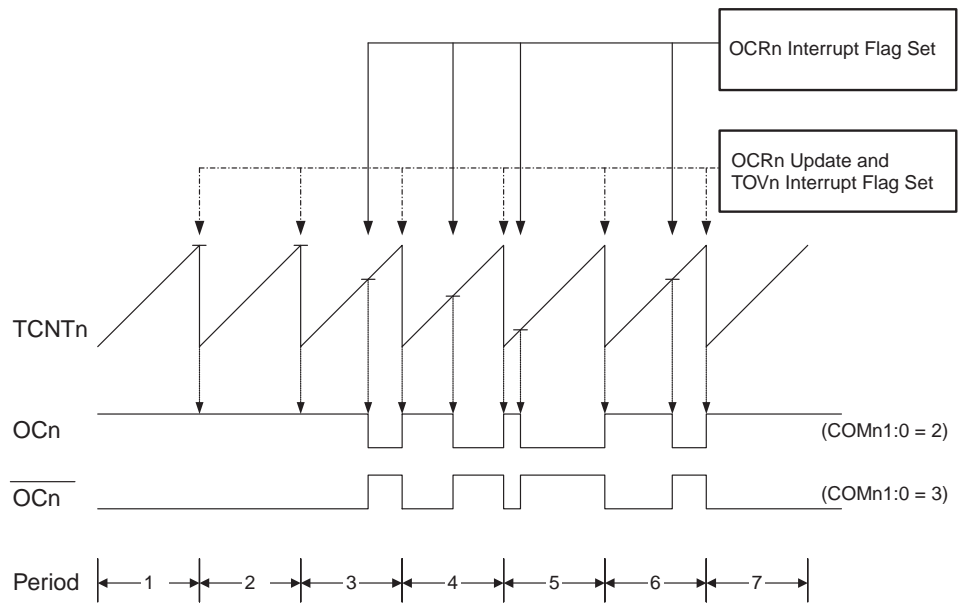 OCRn Interrupt Flag Set
OCRn Update and
TOVn Interrupt Flag Set
TCNTn
OCn
(COMn1:0 = 2)
OCn
(COMn1:0 = 3)
Period
1
2
3
4
5
6
7